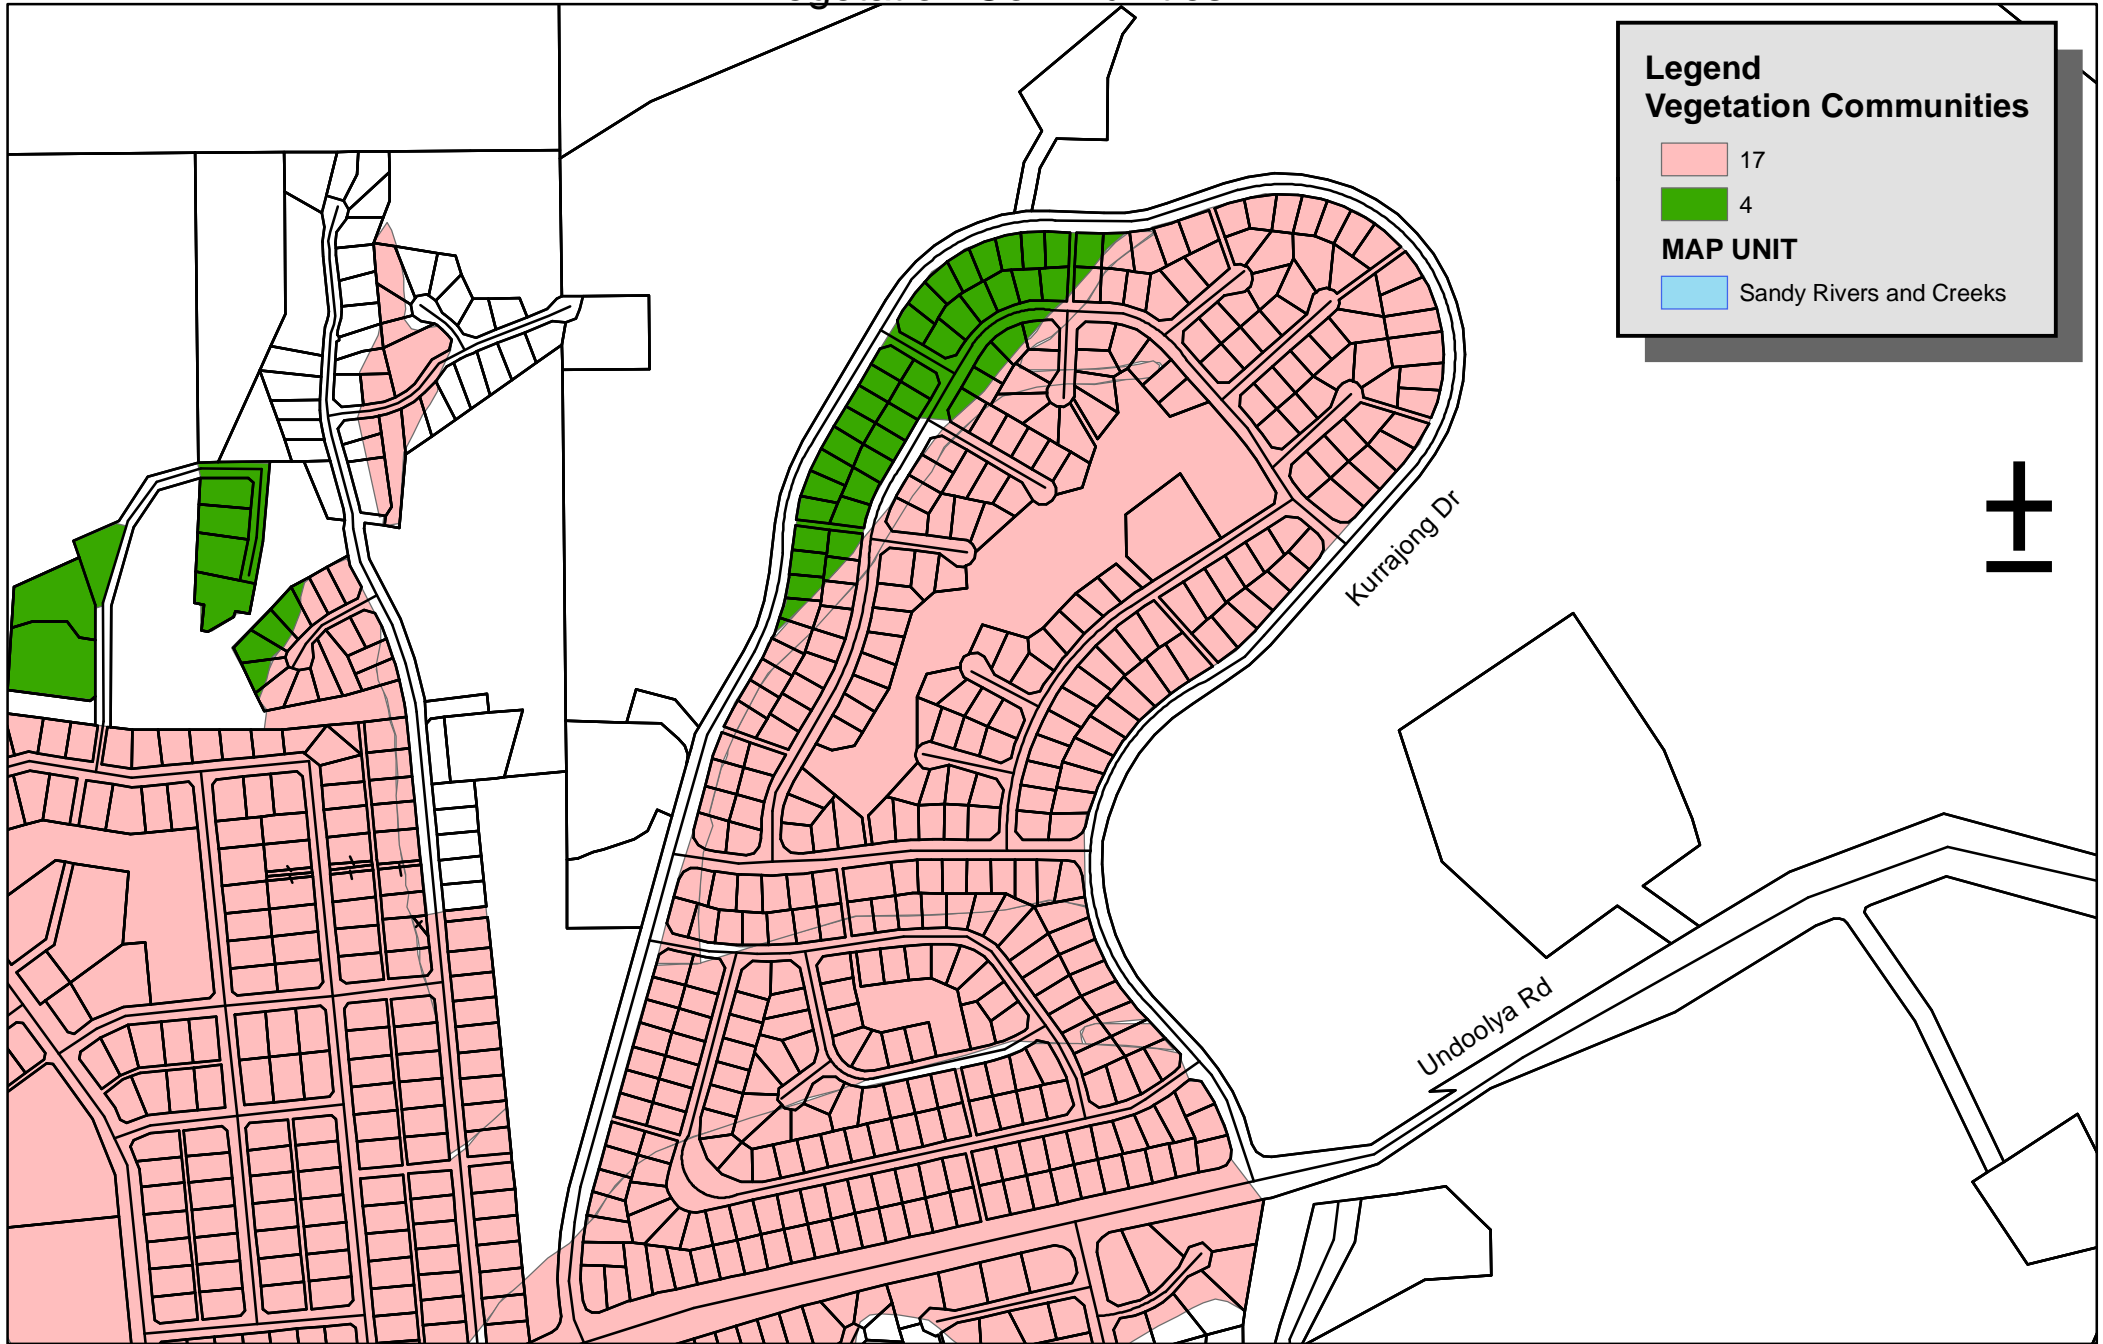 Legend
Vegetation Communities
17
4
MAP UNIT
Sandy Rivers and Creeks
Kurrajong Dr
Undoolya Rd